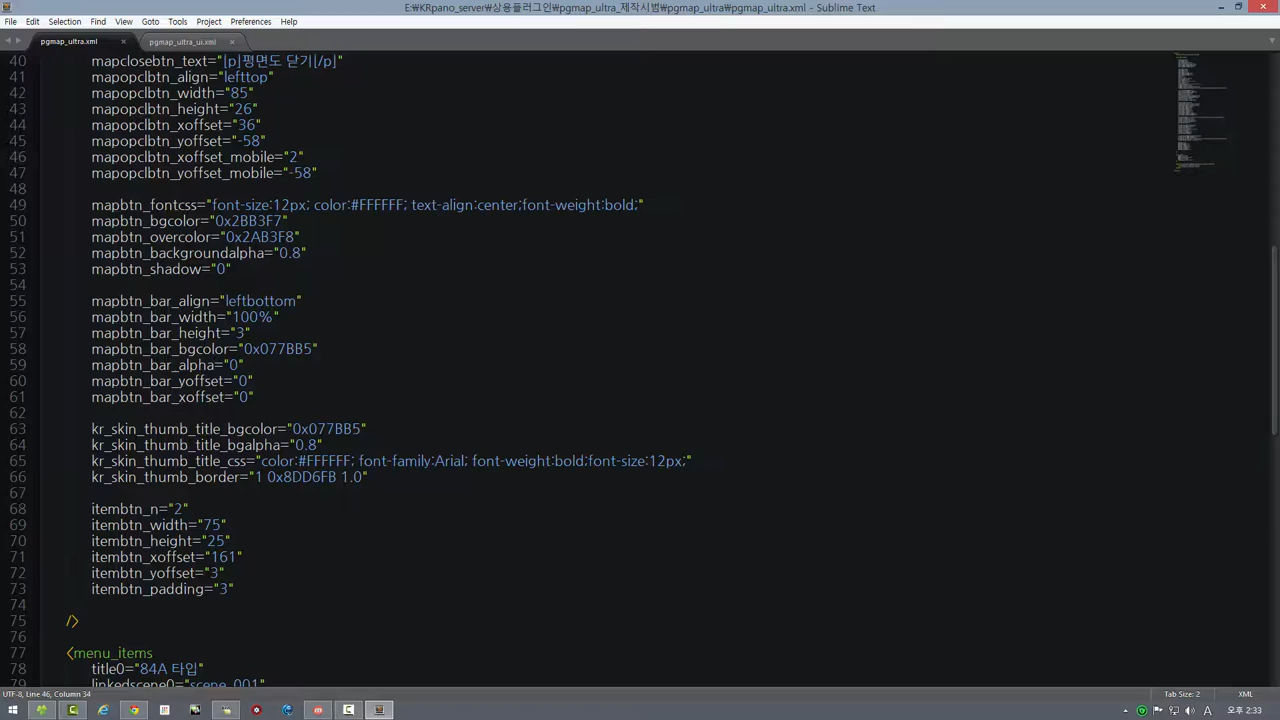 E:₩KRpano_server₩상용플러그인₩pgmap_ultra_제작시범₩pgmap_ultra₩pgmap_ultra.xml - Sublime Text
File Edit Selection Find View Goto Tools Project Preferences Help
pgmap_ultra.xml × pgmap_ultra_ui.xml ×
40 mapclosebtn_text="[p]평면도 닫기[/p]"
41 mapopclbtn_align="lefttop"
42 mapopclbtn_width="85"
43 mapopclbtn_height="26"
44 mapopclbtn_xoffset="36"
45 mapopclbtn_yoffset="-58"
46 mapopclbtn_xoffset_mobile="2"
47 mapopclbtn_yoffset_mobile="-58"
48
49 mapbtn_fontcss="font-size:12px; color:#FFFFFF; text-align:center;font-weight:bold;"
50 mapbtn_bgcolor="0x2BB3F7"
51 mapbtn_overcolor="0x2AB3F8"
52 mapbtn_backgroundalpha="0.8"
53 mapbtn_shadow="0"
54
55 mapbtn_bar_align="leftbottom"
56 mapbtn_bar_width="100%"
57 mapbtn_bar_height="3"
58 mapbtn_bar_bgcolor="0x077BB5"
59 mapbtn_bar_alpha="0"
60 mapbtn_bar_yoffset="0"
61 mapbtn_bar_xoffset="0"
62
63 kr_skin_thumb_title_bgcolor="0x077BB5"
64 kr_skin_thumb_title_bgalpha="0.8"
65 kr_skin_thumb_title_css="color:#FFFFFF; font-family:Arial; font-weight:bold;font-size:12px;"
66 kr_skin_thumb_border="1 0x8DD6FB 1.0"
67
68 itembtn_n="2"
69 itembtn_width="75"
70 itembtn_height="25"
71 itembtn_xoffset="161"
72 itembtn_yoffset="3"
73 itembtn_padding="3"
74
75 />
76
77 <menu_items
78 title0="84A 타입"
79 linkedscene0="scene_001"
UTF-8, Line 46, Column 34 Tab Size: 2 XML
A 오후 2:33